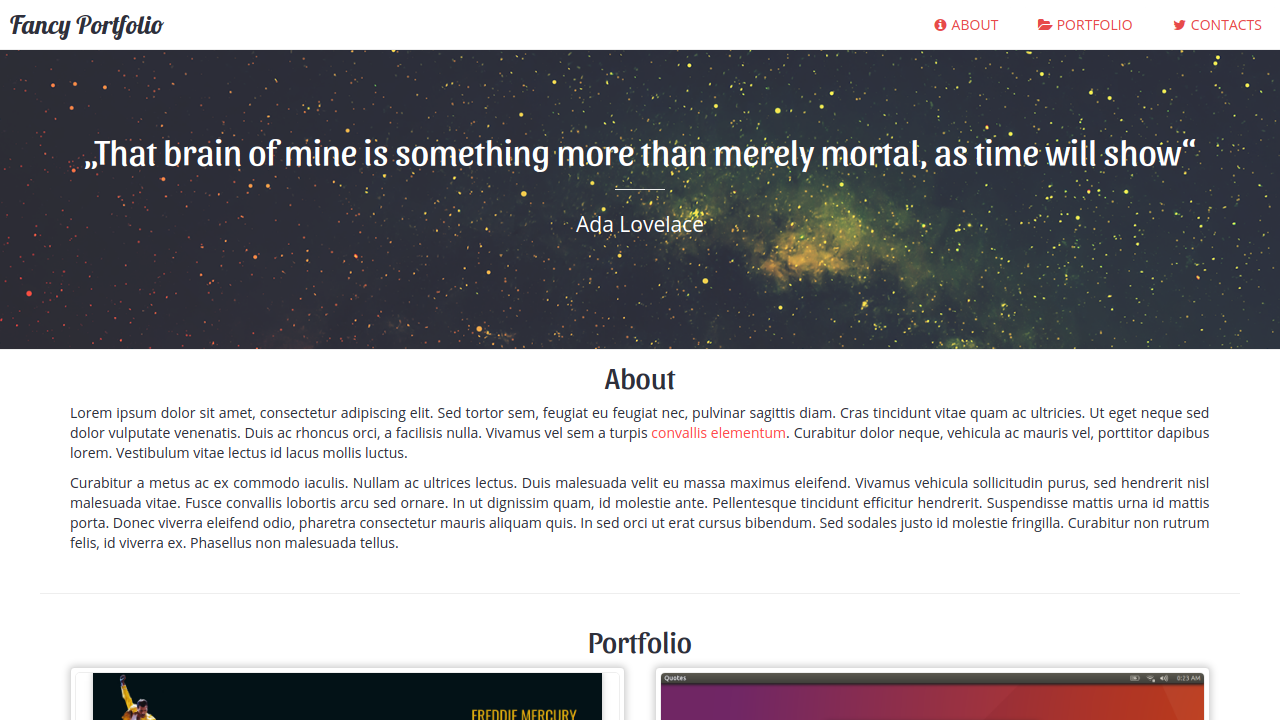 Fancy Portfolio
ABOUT
PORTFOLIO
CONTACTS
„That brain of mine is something more than merely mortal, as time will show“
Ada Lovelace
About
Lorem ipsum dolor sit amet, consectetur adipiscing elit. Sed tortor sem, feugiat eu feugiat nec, pulvinar sagittis diam. Cras tincidunt vitae quam ac ultricies. Ut eget neque sed
dolor vulputate venenatis. Duis ac rhoncus orci, a facilisis nulla. Vivamus vel sem a turpis convallis elementum. Curabitur dolor neque, vehicula ac mauris vel, porttitor dapibus
lorem. Vestibulum vitae lectus id lacus mollis luctus.
Curabitur a metus ac ex commodo iaculis. Nullam ac ultrices lectus. Duis malesuada velit eu massa maximus eleifend. Vivamus vehicula sollicitudin purus, sed hendrerit nisl
malesuada vitae. Fusce convallis lobortis arcu sed ornare. In ut dignissim quam, id molestie ante. Pellentesque tincidunt efficitur hendrerit. Suspendisse mattis urna id mattis
porta. Donec viverra eleifend odio, pharetra consectetur mauris aliquam quis. In sed orci ut erat cursus bibendum. Sed sodales justo id molestie fringilla. Curabitur non rutrum
felis, id viverra ex. Phasellus non malesuada tellus.
Portfolio
FREDDIE MERCURY
Quotes
0:23 AM